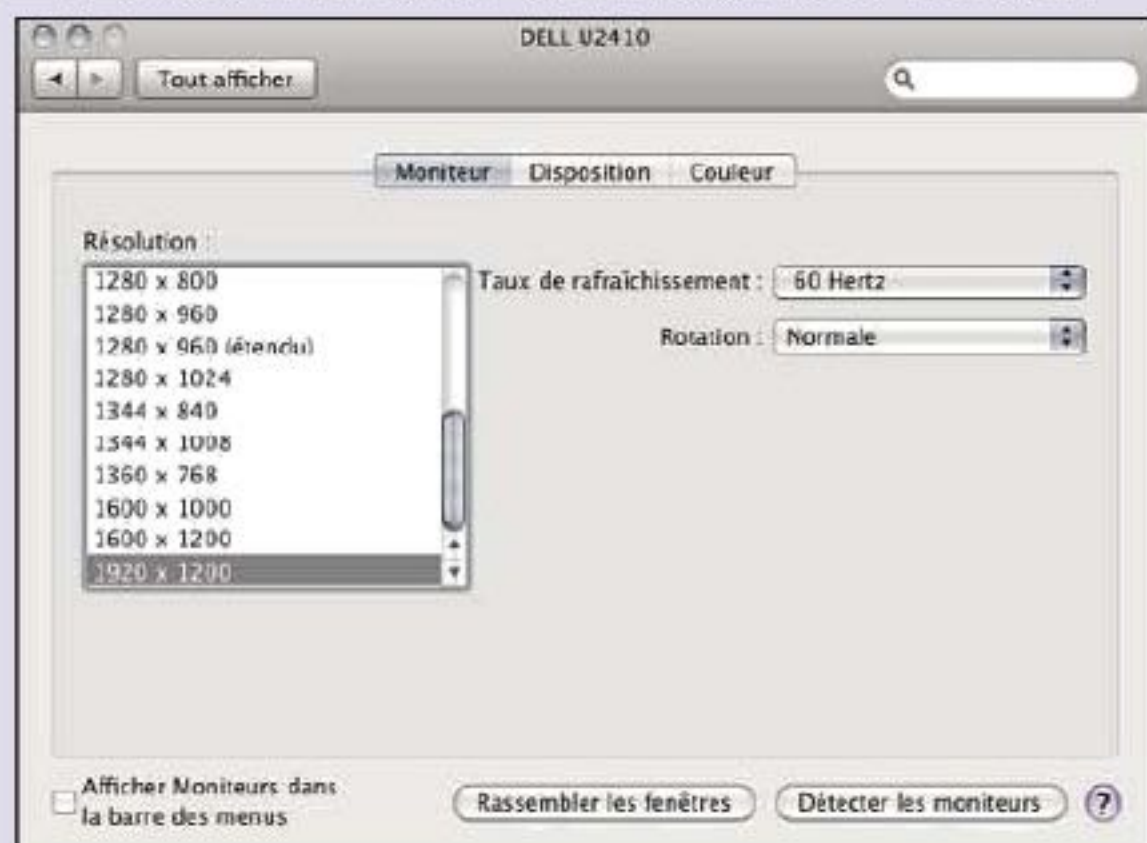 DELL U2410
Tout afficher
Moniteur Disposition Couleur
Résolution :
1280 x 800
1280 x 960
1280 x 960 (étendu)
1280 x 1024
1344 x 840
1344 x 1008
1360 x 768
1600 x 1000
1600 x 1200
1920 x 1200
Taux de rafraîchissement : 60 Hertz
Rotation : Normale
Afficher Moniteurs dans
la barre des menus
Rassembler les fenêtres Détecter les moniteurs ?